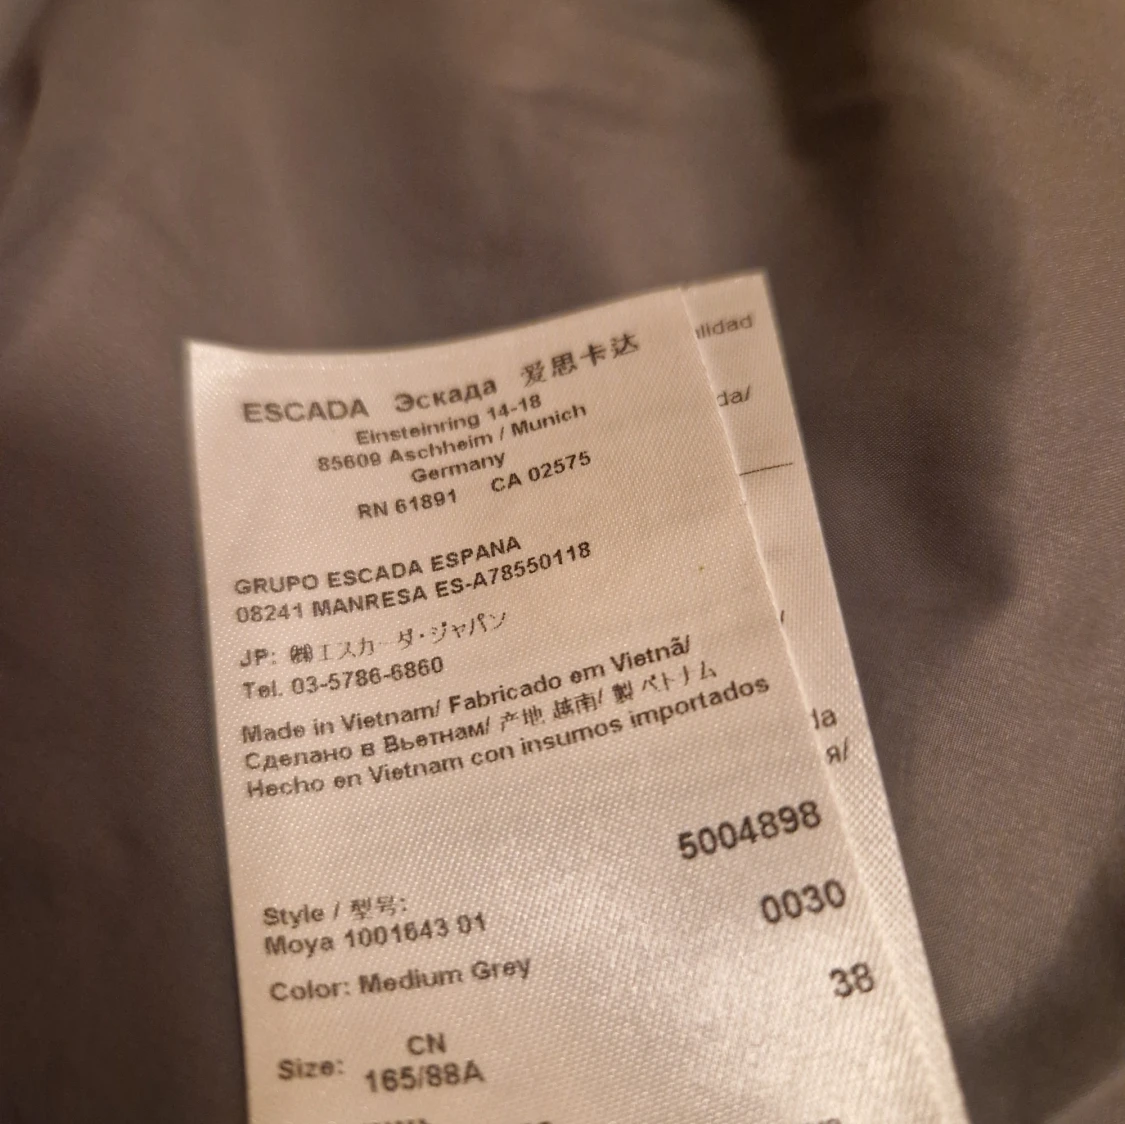 ESCADA Эскада 爱思卡达
Einsteinring 14-18
85609 Aschheim / Munich
Germany
RN 61891 CA 02575
GRUPO ESCADA ESPANA
08241 MANRESA ES-A78550118
JP: ㈱エスカーダ・ジャパン
Tel. 03-5786-6860
Made in Vietnam/ Fabricado em Vietnã/
Сделано в Вьетнам/ 产地 越南/ 製 ベトナム
Hecho en Vietnam con insumos importados
5004898
Style / 型号:
Moya 1001643 01
0030
Color: Medium Grey
38
CN
Size: 165/88A
lidad
da/
da
я/